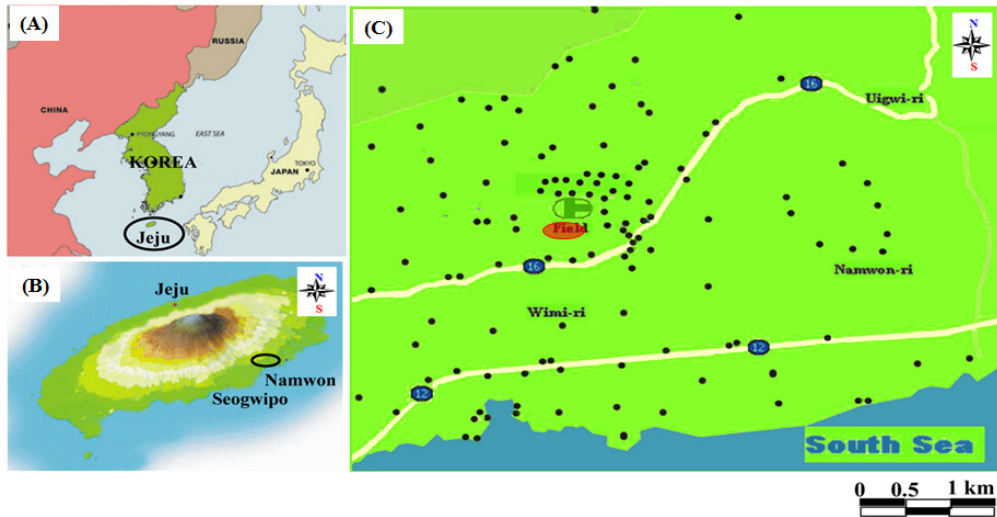 (A)
RUSSIA
CHINA
PYONGYANG
EAST SEA
KOREA
TOKYO
JAPAN
Jeju
(B)
N
S
Jeju
Namwon
Seogwipo
(C)
N
S
16
Uigwi-ri
Field
16
Namwon-ri
Wimi-ri
12
12
South Sea
0 0.5 1 km